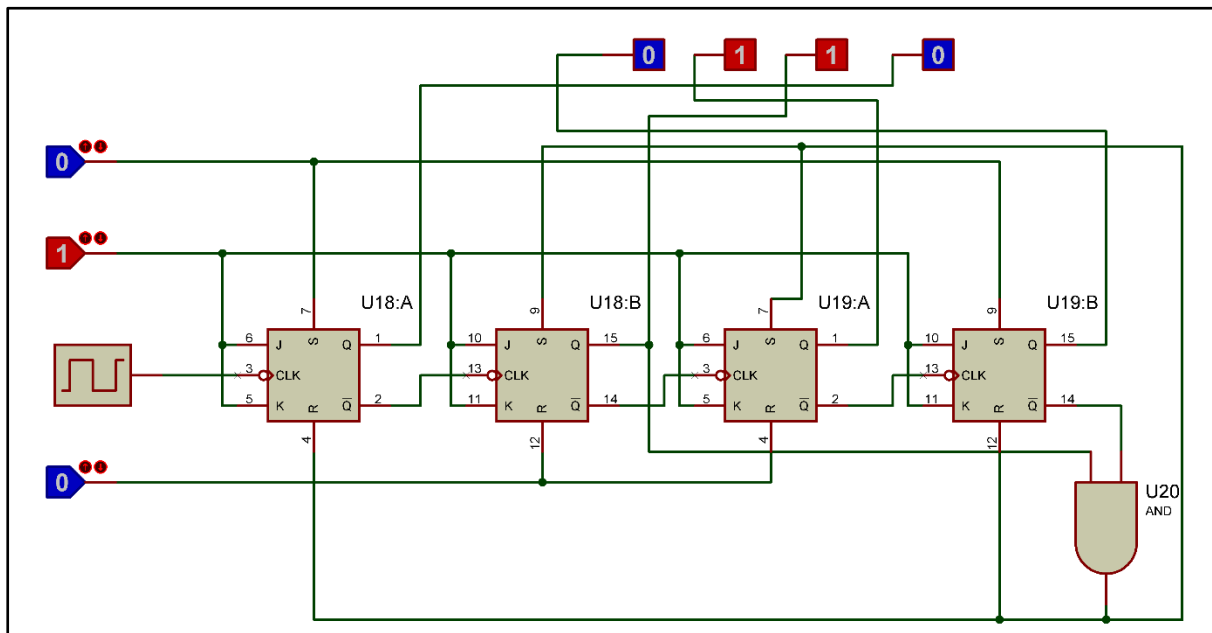 0 1 1 0
0
1
U18:A U18:B U19:A U19:B
7 9 7 9
S S S S
6 J Q 1 10 J Q 15 6 J Q 1 10 J Q 15
3 CLK 13 CLK 3 CLK 13 CLK
5 K Q 2 11 K Q 14 5 K Q 2 11 K Q 14
R R R R
4 12 4 12
0
U20
AND